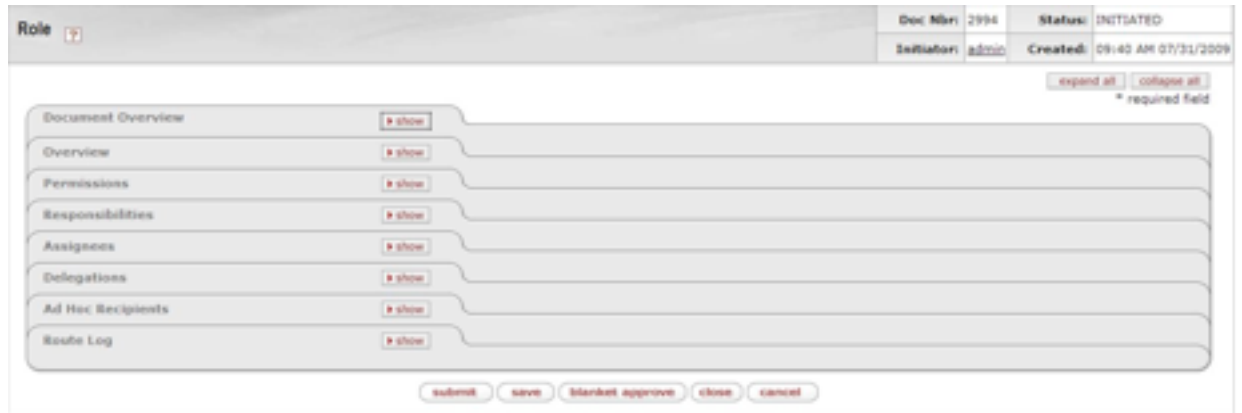 Role ?
Doc Nbr: 2994 Status: INITIATED
Initiator: admin Created: 09:40 AM 07/31/2009
expand all collapse all
* required field
Document Overview show
Overview show
Permissions show
Responsibilities show
Assignees show
Delegations show
Ad Hoc Recipients show
Route Log show
submit save blanket approve close cancel